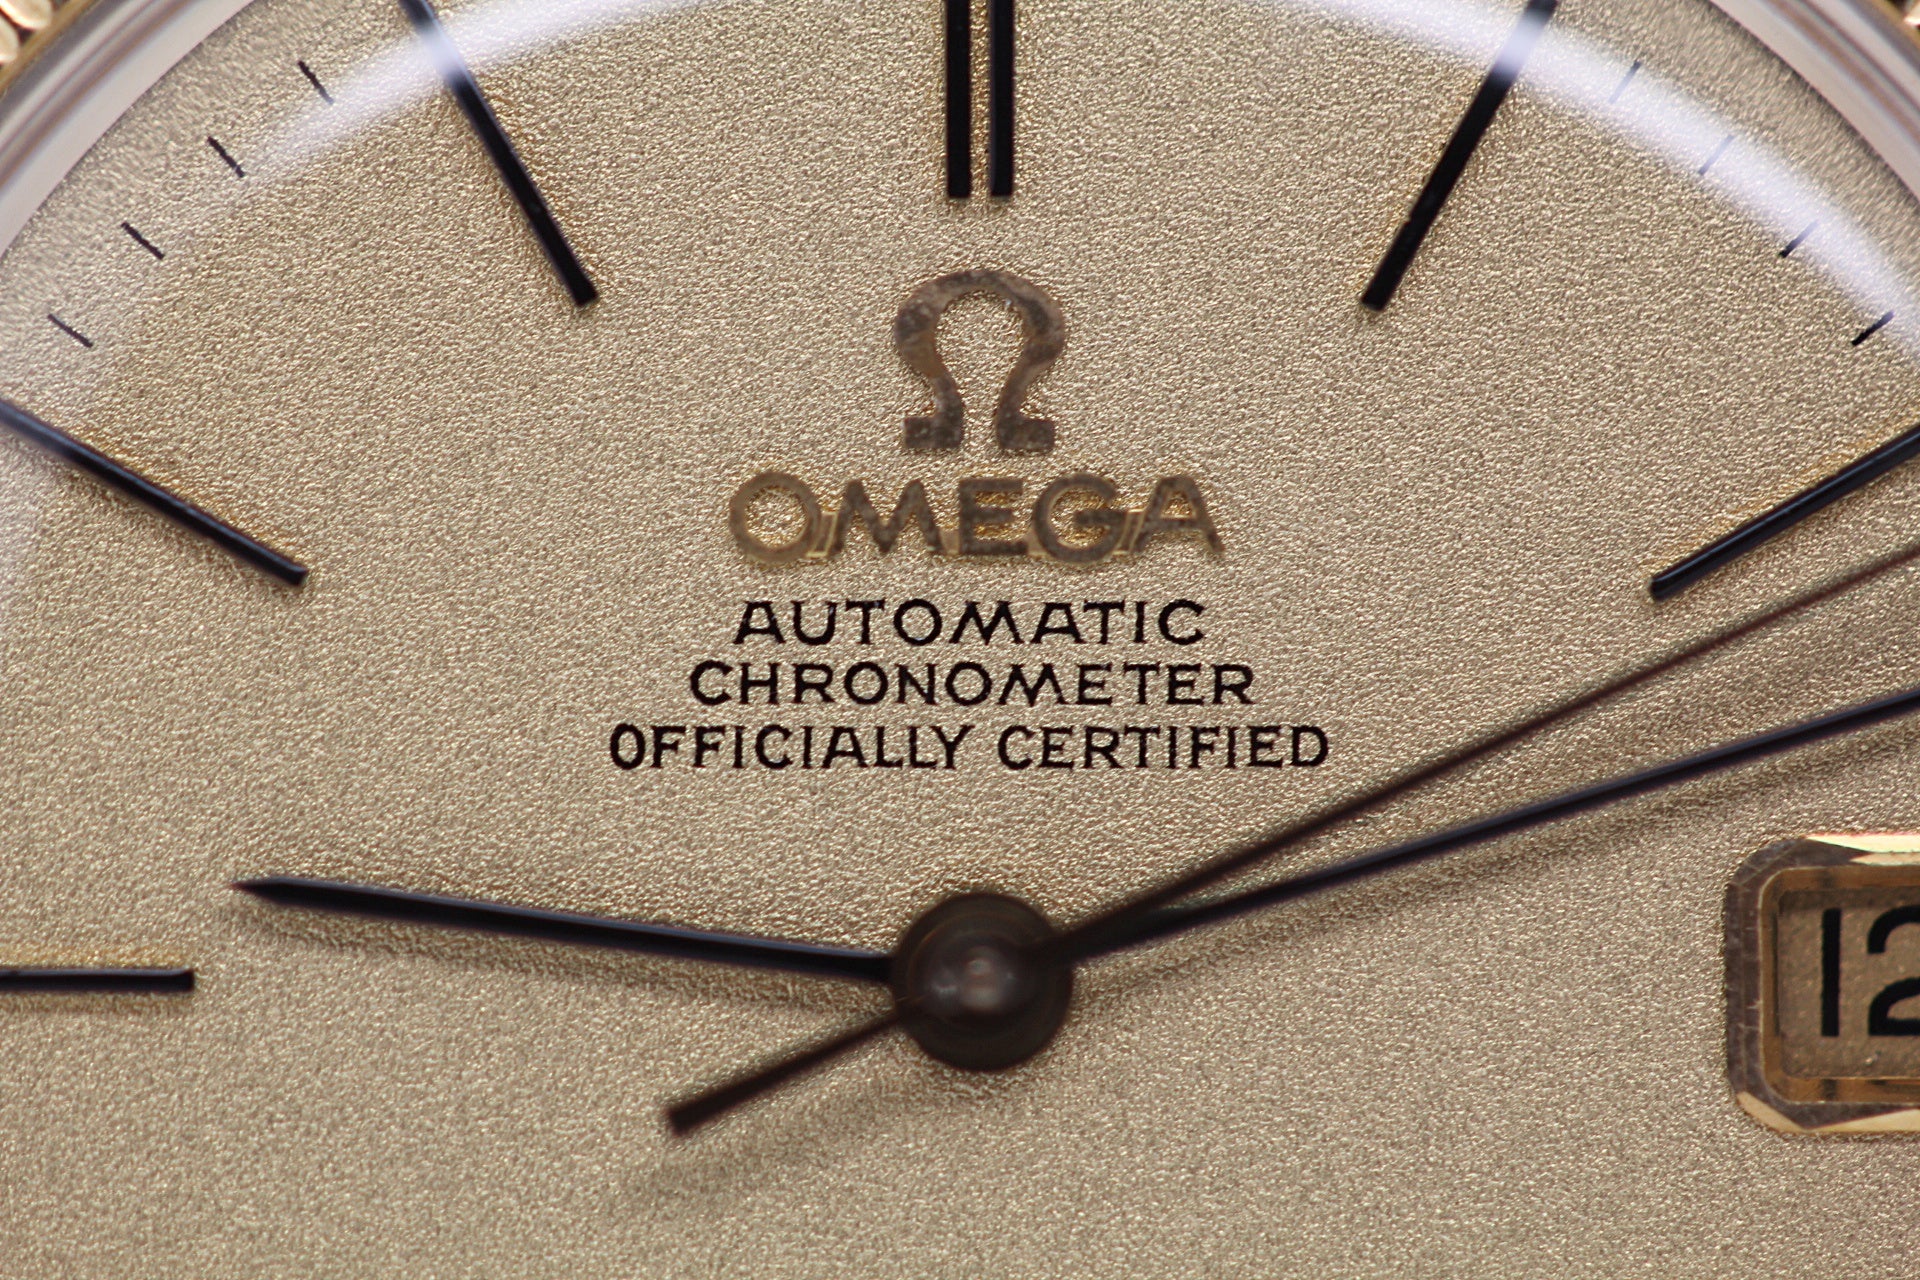 Ω
OMEGA
AUTOMATIC
CHRONOMETER
OFFICIALLY CERTIFIED
12